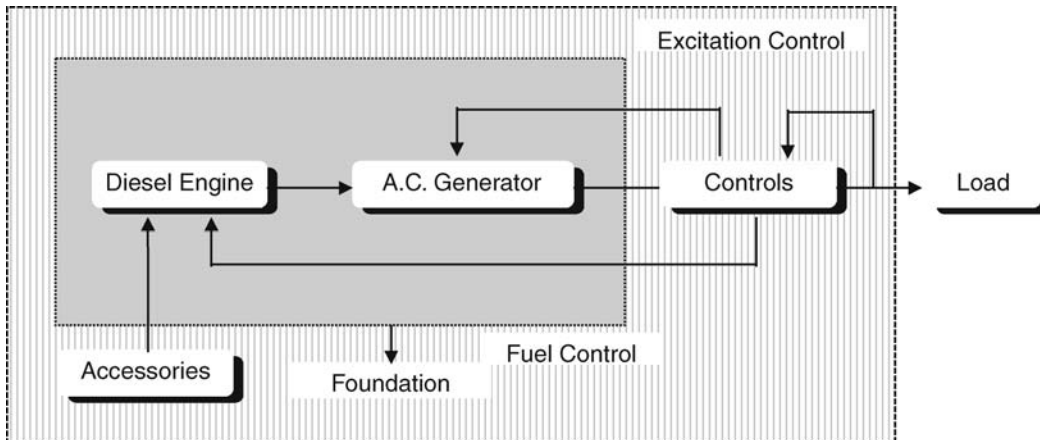 Excitation Control
Diesel Engine
A.C. Generator
Controls
Load
Fuel Control
Accessories
Foundation